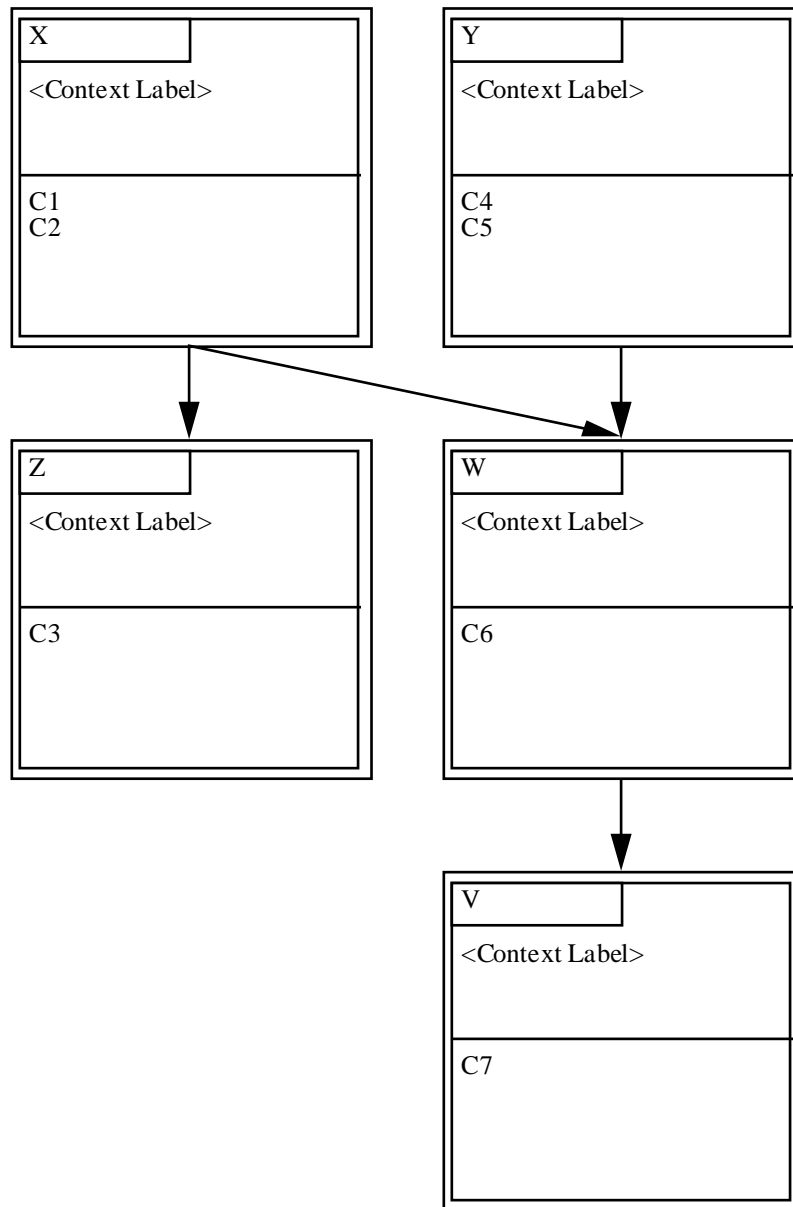 X
<Context Label>
C1
C2
Y
<Context Label>
C4
C5
Z
<Context Label>
C3
W
<Context Label>
C6
V
<Context Label>
C7